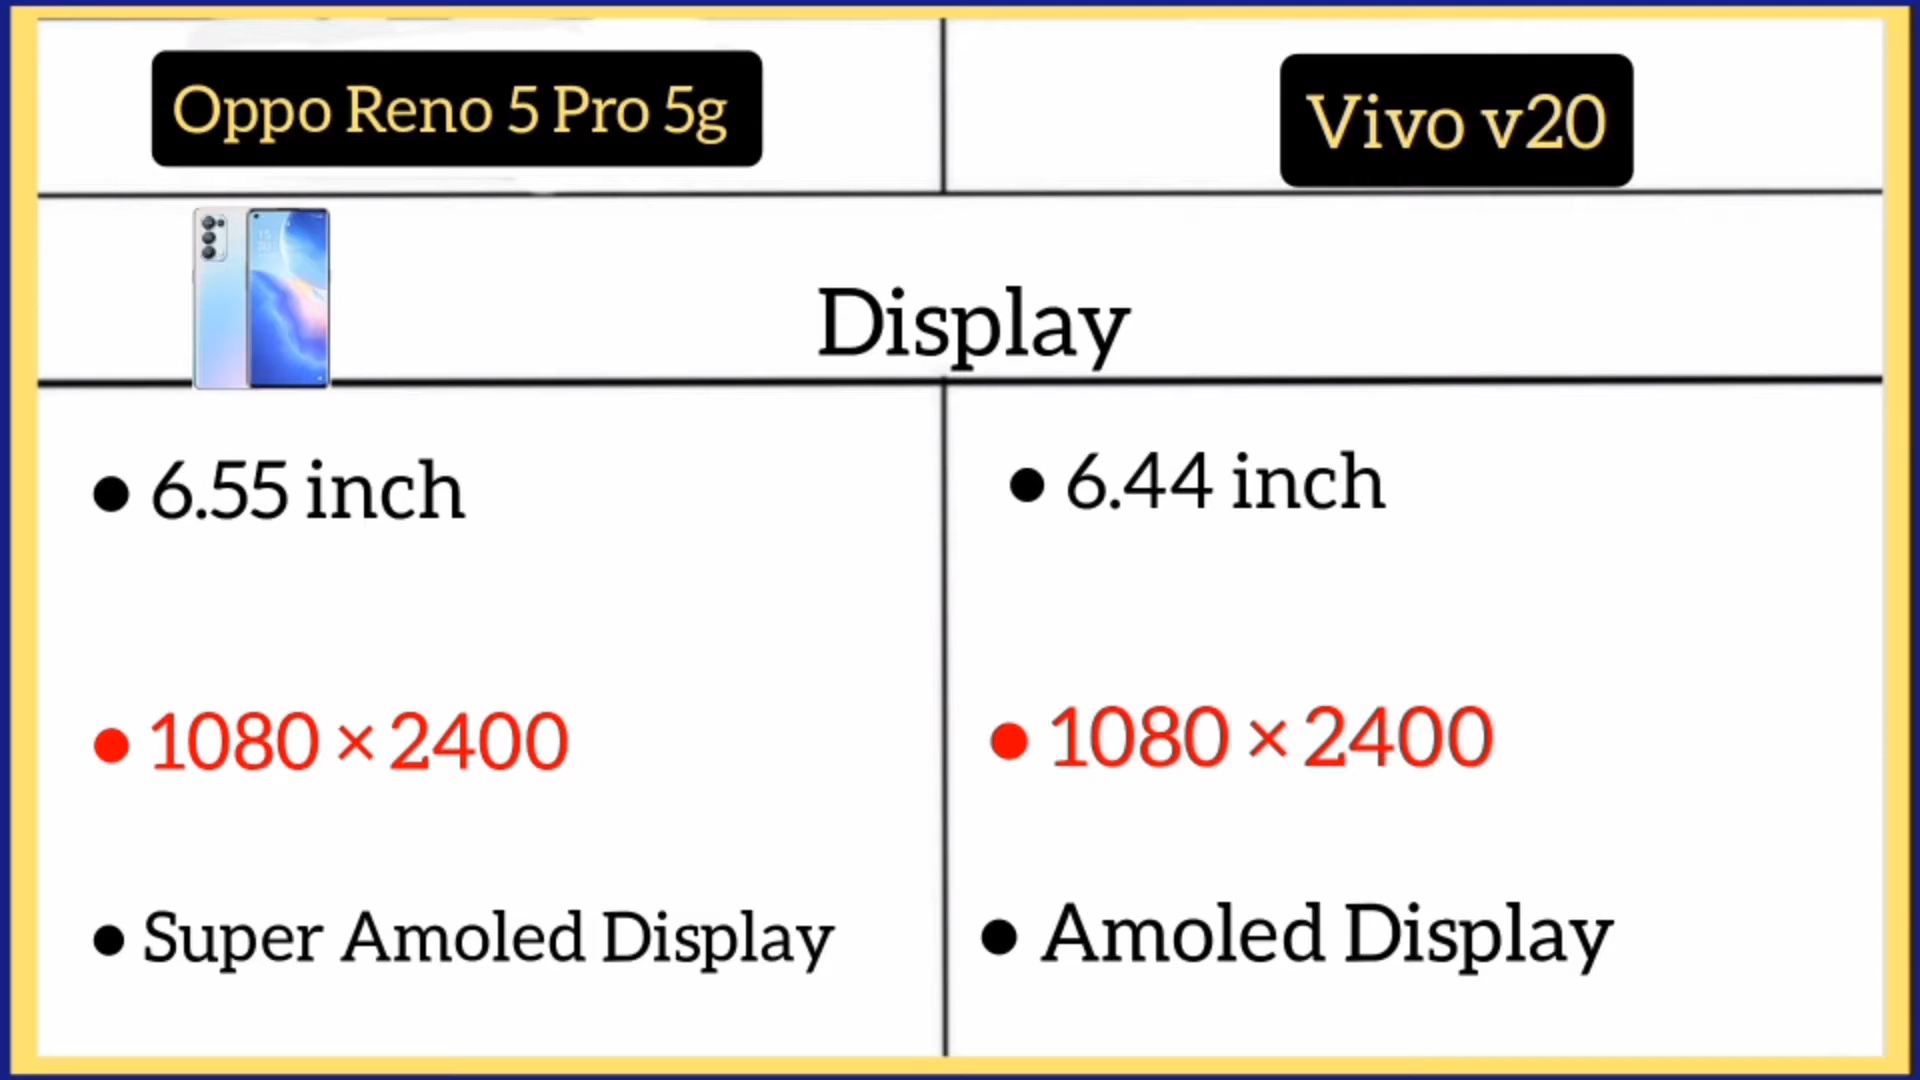 Oppo Reno 5 Pro 5g
Vivo v20
Display
● 6.55 inch
● 6.44 inch
● 1080 × 2400
● 1080 × 2400
● Super Amoled Display
● Amoled Display